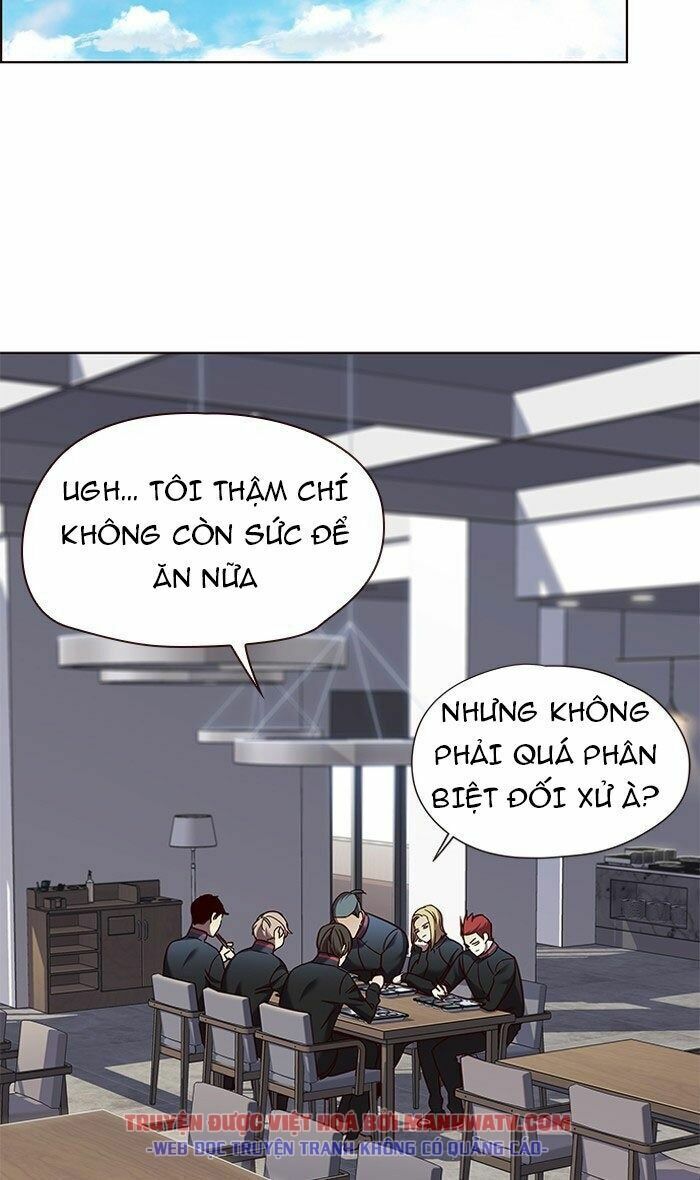 UGH... TÔI THẬM CHÍ
KHÔNG CÒN SỨC ĐỂ
ĂN NỮA
NHƯNG KHÔNG
PHẢI QUÁ PHÂN
BIỆT ĐỐI XỬ À?
TRUYỆN ĐƯỢC VIỆT HOÁ BỞI MANHWATV.COM
-WEB ĐỌC TRUYỆN TRANH KHÔNG CÓ QUẢNG CÁO-